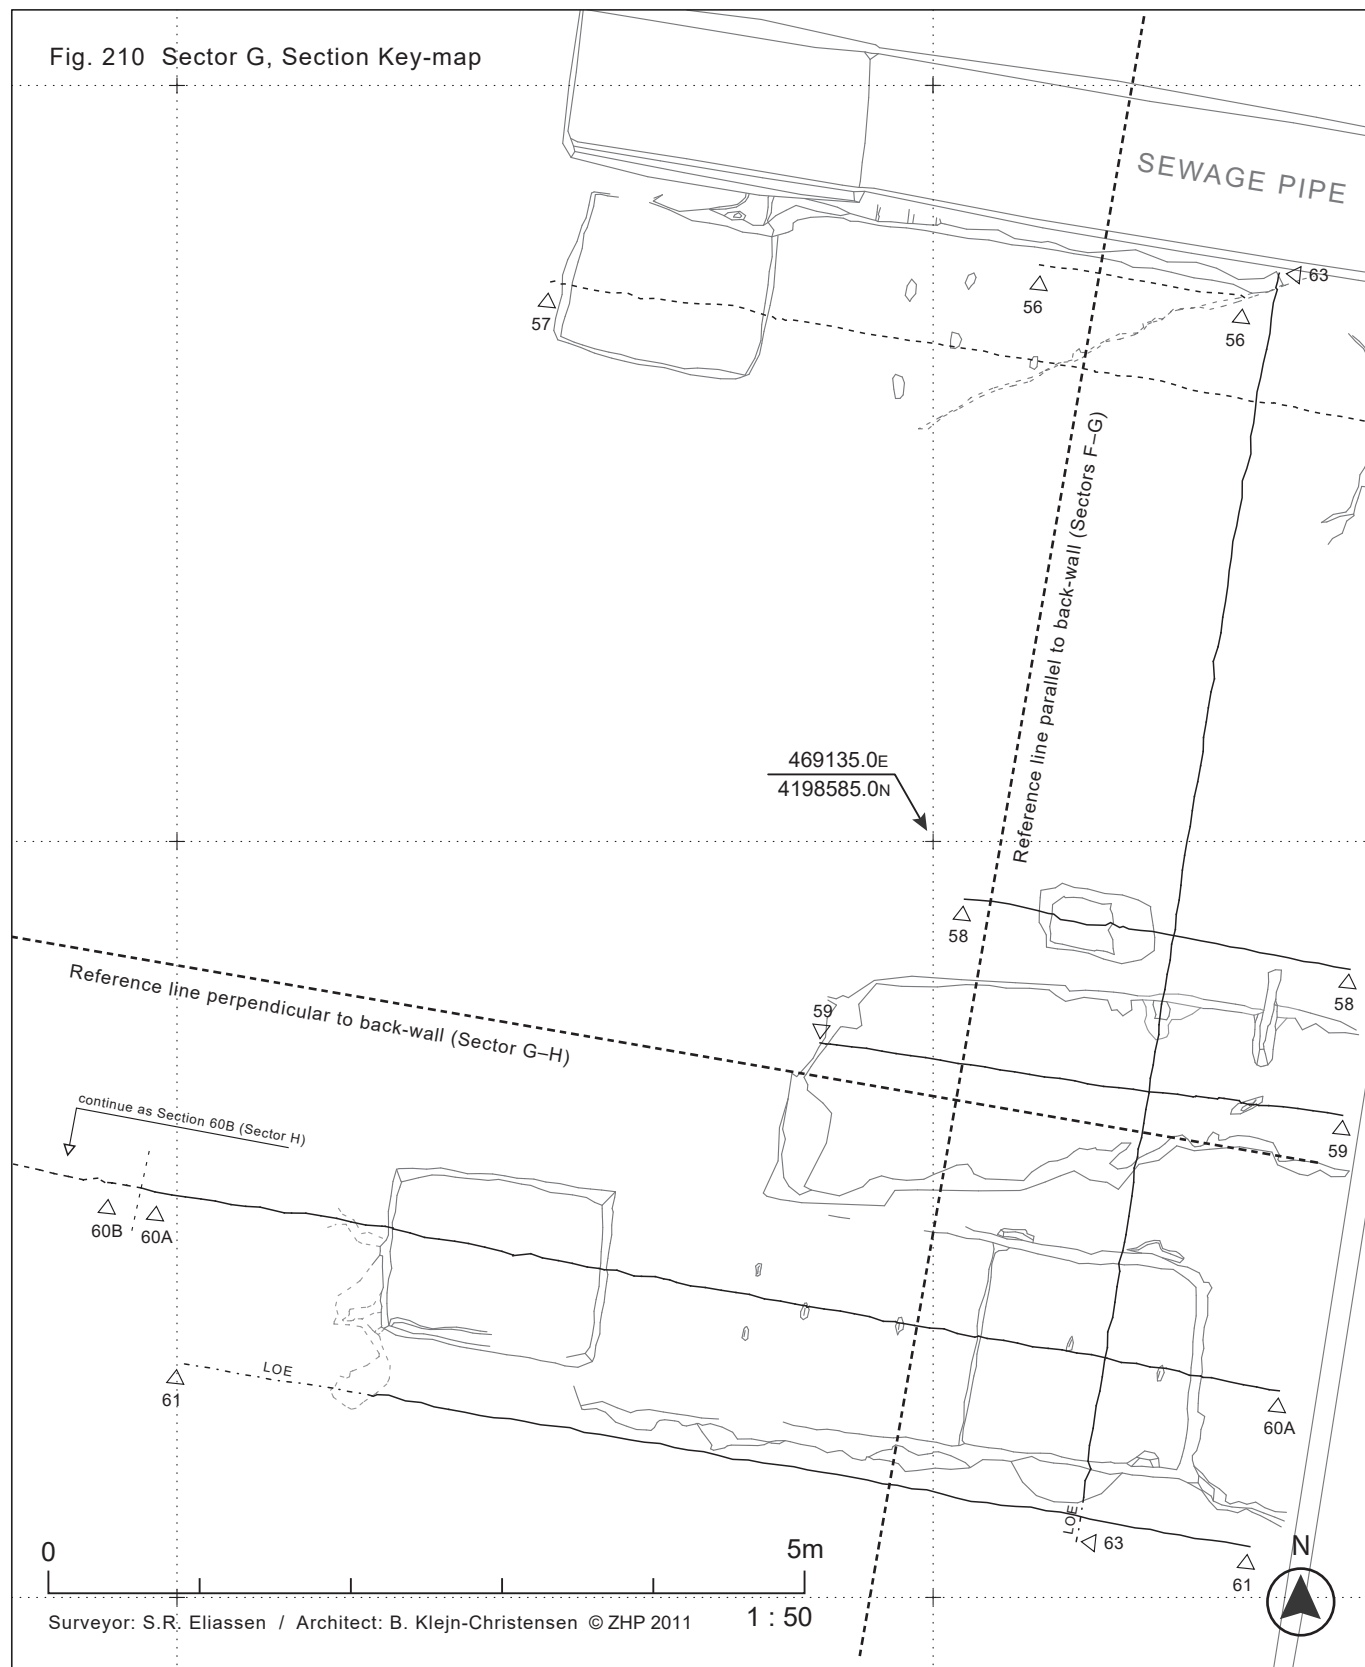 Fig. 210 Sector G, Section Key-map
SEWAGE PIPE
63
57
56
56
Reference line parallel to back-wall (Sectors F–G)
469135.0E
4198585.0N
58
58
Reference line perpendicular to back-wall (Sector G–H)
59
59
continue as Section 60B (Sector H)
60B
60A
61
LOE
60A
LOE
63
61
N
0
5m
1 : 50
Surveyor: S.R. Eliassen / Architect: B. Klejn-Christensen © ZHP 2011